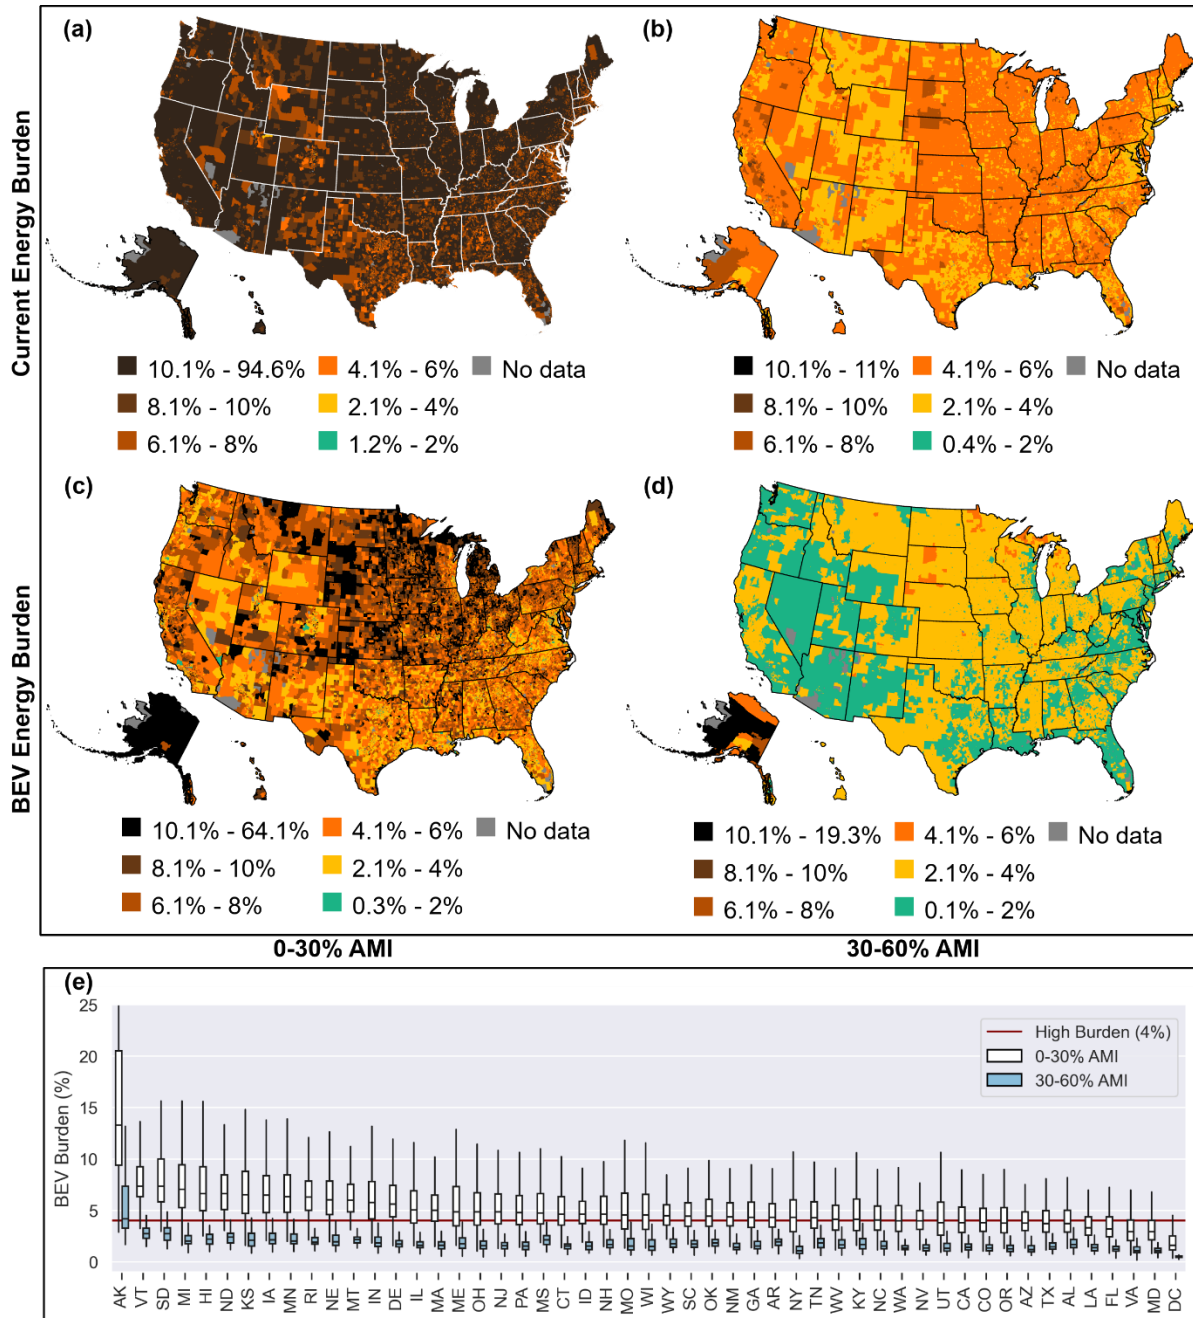 (a)
(b)
Current Energy Burden
10.1% - 94.6%
4.1% - 6%
No data
8.1% - 10%
2.1% - 4%
6.1% - 8%
1.2% - 2%
10.1% - 11%
4.1% - 6%
No data
8.1% - 10%
2.1% - 4%
6.1% - 8%
0.4% - 2%
(c)
(d)
BEV Energy Burden
10.1% - 64.1%
4.1% - 6%
No data
8.1% - 10%
2.1% - 4%
6.1% - 8%
0.3% - 2%
10.1% - 19.3%
4.1% - 6%
No data
8.1% - 10%
2.1% - 4%
6.1% - 8%
0.1% - 2%
0-30% AMI
30-60% AMI
(e)
BEV Burden (%)
25
20
15
10
5
0
High Burden (4%)
0-30% AMI
30-60% AMI
AK
VT
SD
MI
HI
ND
KS
IA
MN
RI
NE
MT
IN
DE
IL
MA
ME
OH
NJ
PA
MS
CT
ID
NH
MO
WI
WY
SC
OK
NM
GA
AR
NY
TN
WV
KY
NC
WA
NV
UT
CA
CO
OR
AZ
TX
AL
LA
FL
VA
MD
DC